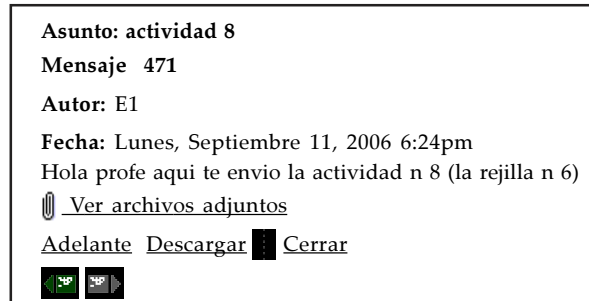 Asunto: actividad 8
Mensaje 471
Autor: E1
Fecha: Lunes, Septiembre 11, 2006 6:24pm
Hola profe aqui te envio la actividad n 8 (la rejilla n 6)
Ver archivos adjuntos
Adelante Descargar Cerrar